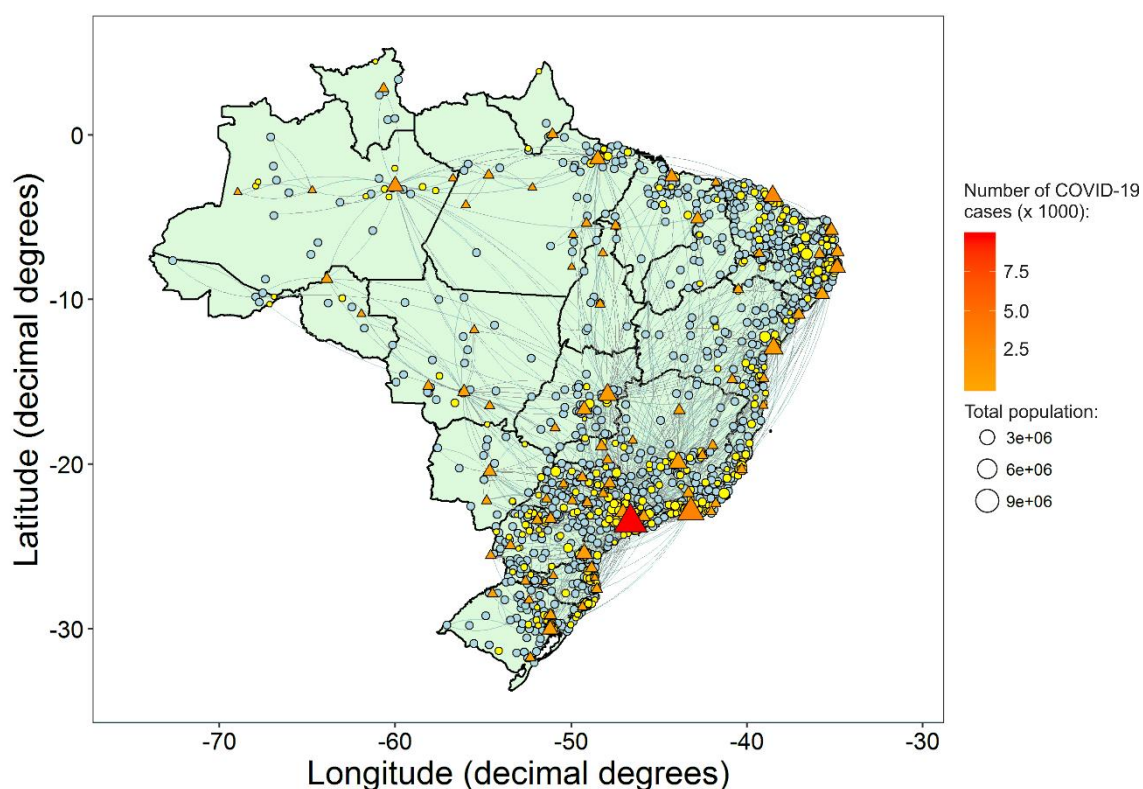 0
-10
-20
-30
Latitude (decimal degrees)
-70
-60
-50
-40
-30
Longitude (decimal degrees)
Number of COVID-19
cases (x 1000):
7.5
5.0
2.5
Total population:
3e+06
6e+06
9e+06